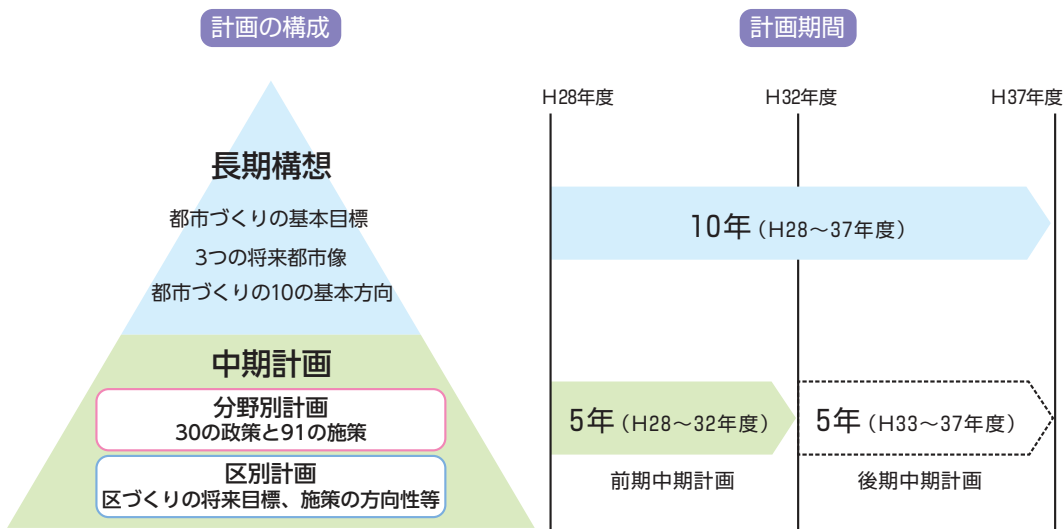 計画の構成
長期構想
都市づくりの基本目標
3つの将来都市像
都市づくりの10の基本方向
中期計画
分野別計画
30の政策と91の施策
区別計画
区づくりの将来目標、施策の方向性等
計画期間
H28年度
H32年度
H37年度
10年（H28〜37年度）
5年（H28〜32年度）
5年（H33〜37年度）
前期中期計画
後期中期計画